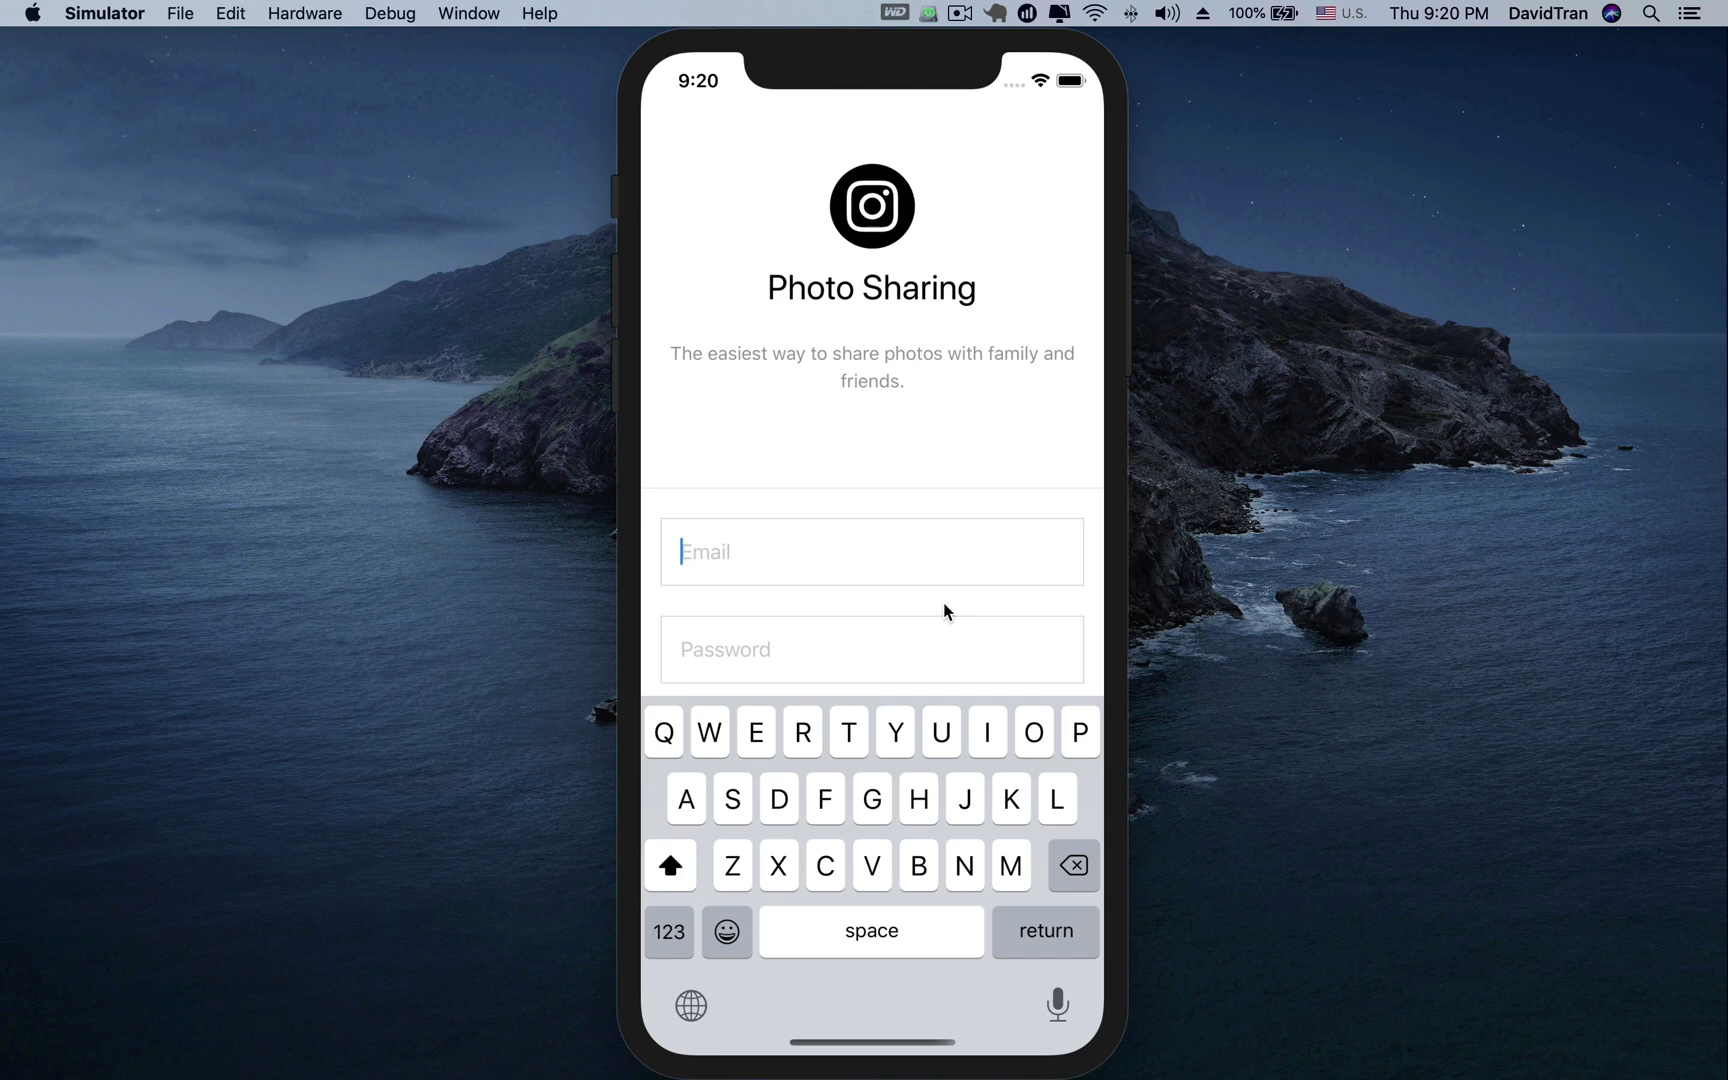 Simulator File Edit Hardware Debug Window Help WD 100% U.S. Thu 9:20 PM DavidTran
9:20
Photo Sharing
The easiest way to share photos with family and
friends.
Email
Password
Q W E R T Y U I O P
A S D F G H J K L
Z X C V B N M
123 space return